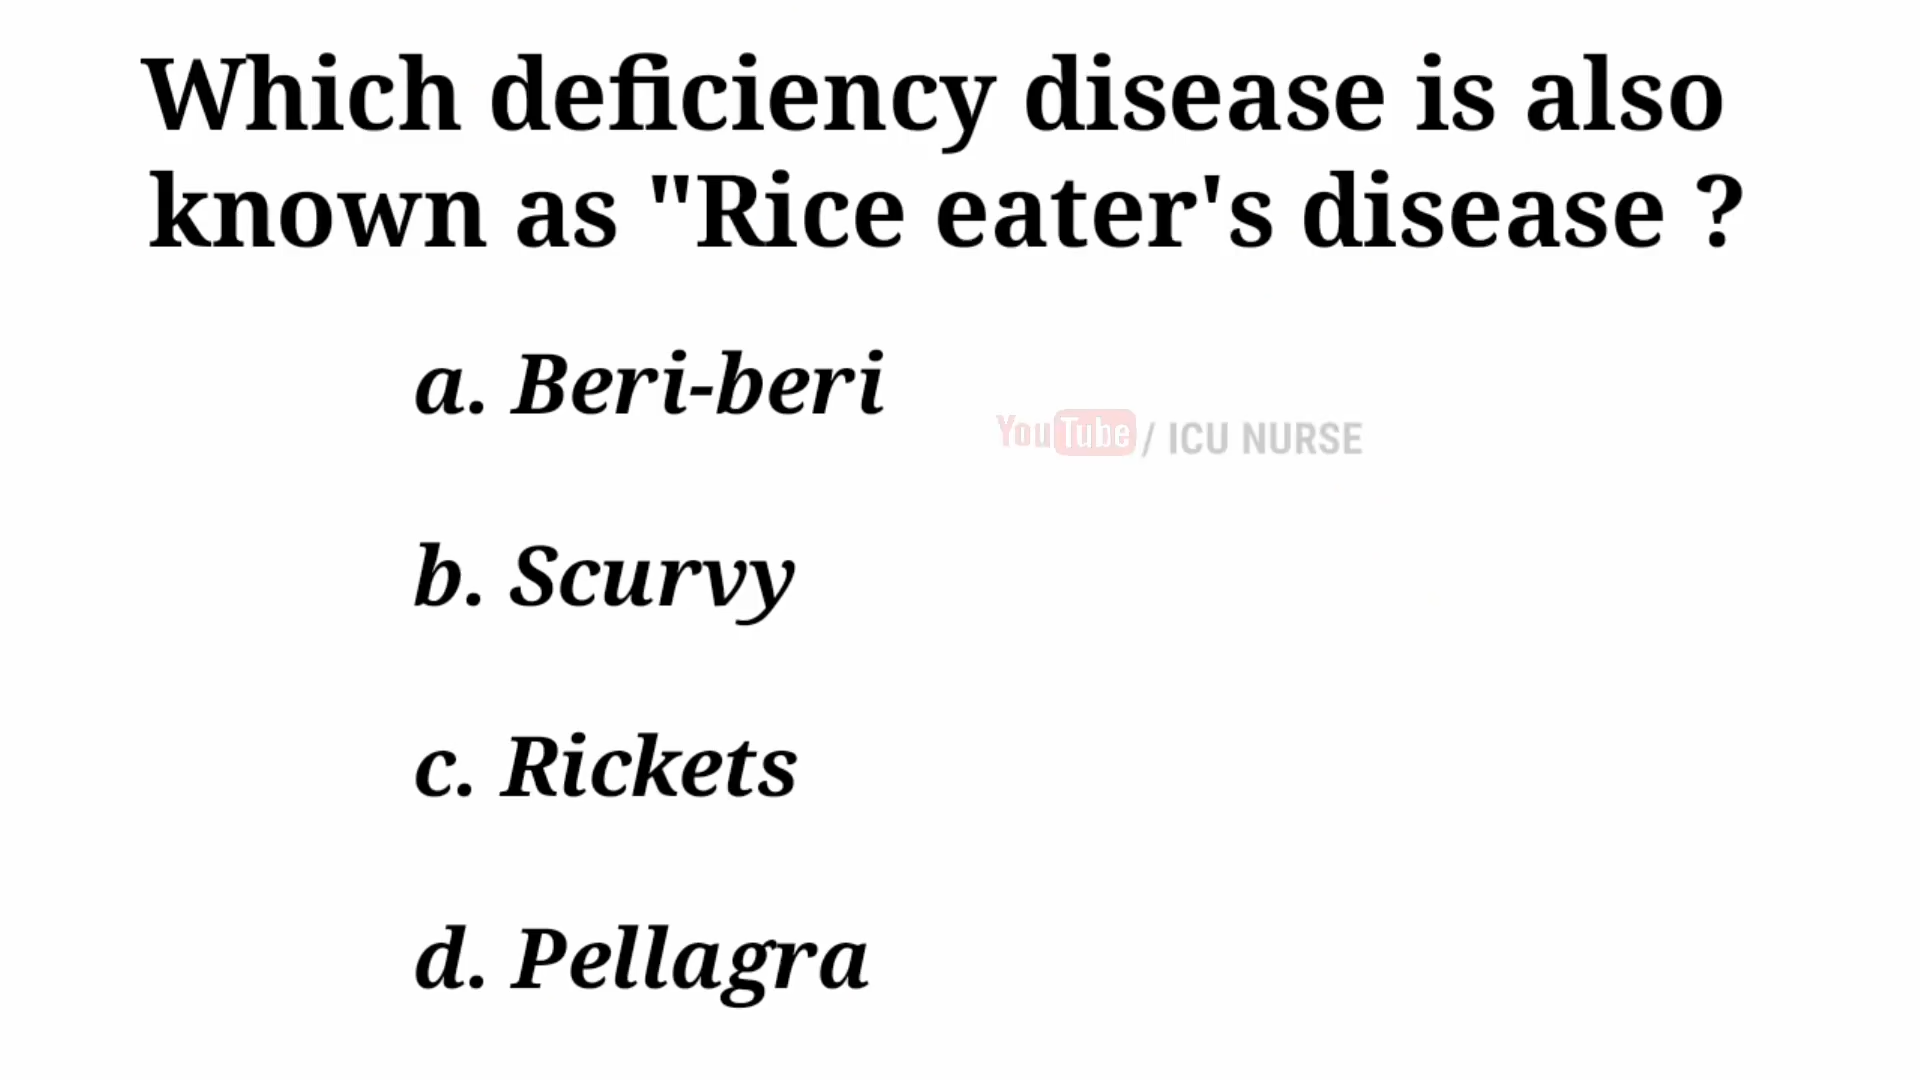 Which deficiency disease is also
known as "Rice eater's disease ?
a. Beri-beri
YouTube / ICU NURSE
b. Scurvy
c. Rickets
d. Pellagra